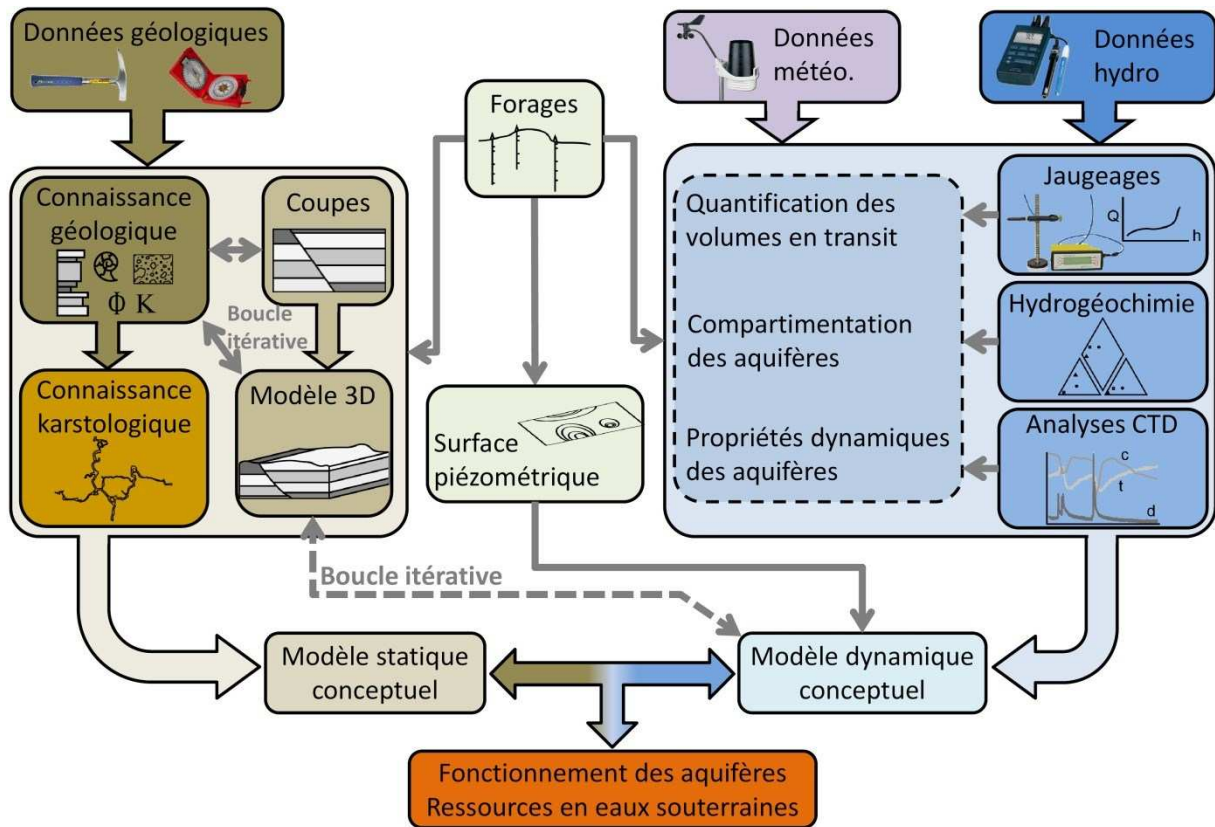 Données géologiques
Forages
Données
météo.
Données
hydro
Connaissance
géologique
Φ K
Coupes
Boucle
itérative
Connaissance
karstologique
Modèle 3D
Surface
piézométrique
Quantification des
volumes en transit
Compartimentation
des aquifères
Propriétés dynamiques
des aquifères
Jaugeages
Q
h
Hydrogéochimie
Analyses CTD
c
t
d
Boucle itérative
Modèle statique
conceptuel
Modèle dynamique
conceptuel
Fonctionnement des aquifères
Ressources en eaux souterraines